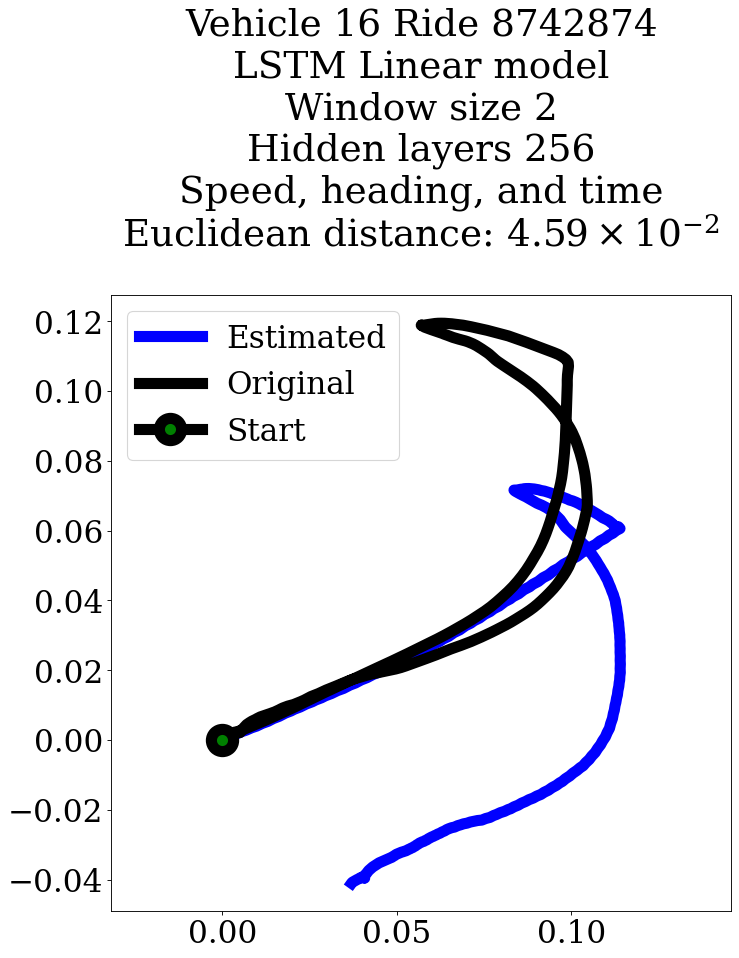 Vehicle 16 Ride 8742874
LSTM Linear model
Window size 2
Hidden layers 256
Speed, heading, and time
Euclidean distance: 4.59 × 10⁻²
Estimated
Original
Start
0.12
0.10
0.08
0.06
0.04
0.02
0.00
−0.02
−0.04
0.00 0.05 0.10